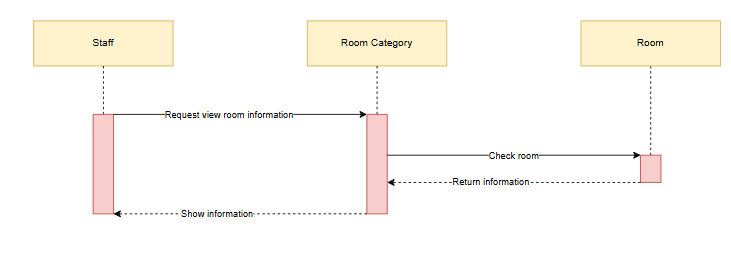 Staff
Room Category
Room
Request view room information
Check room
Return information
Show information